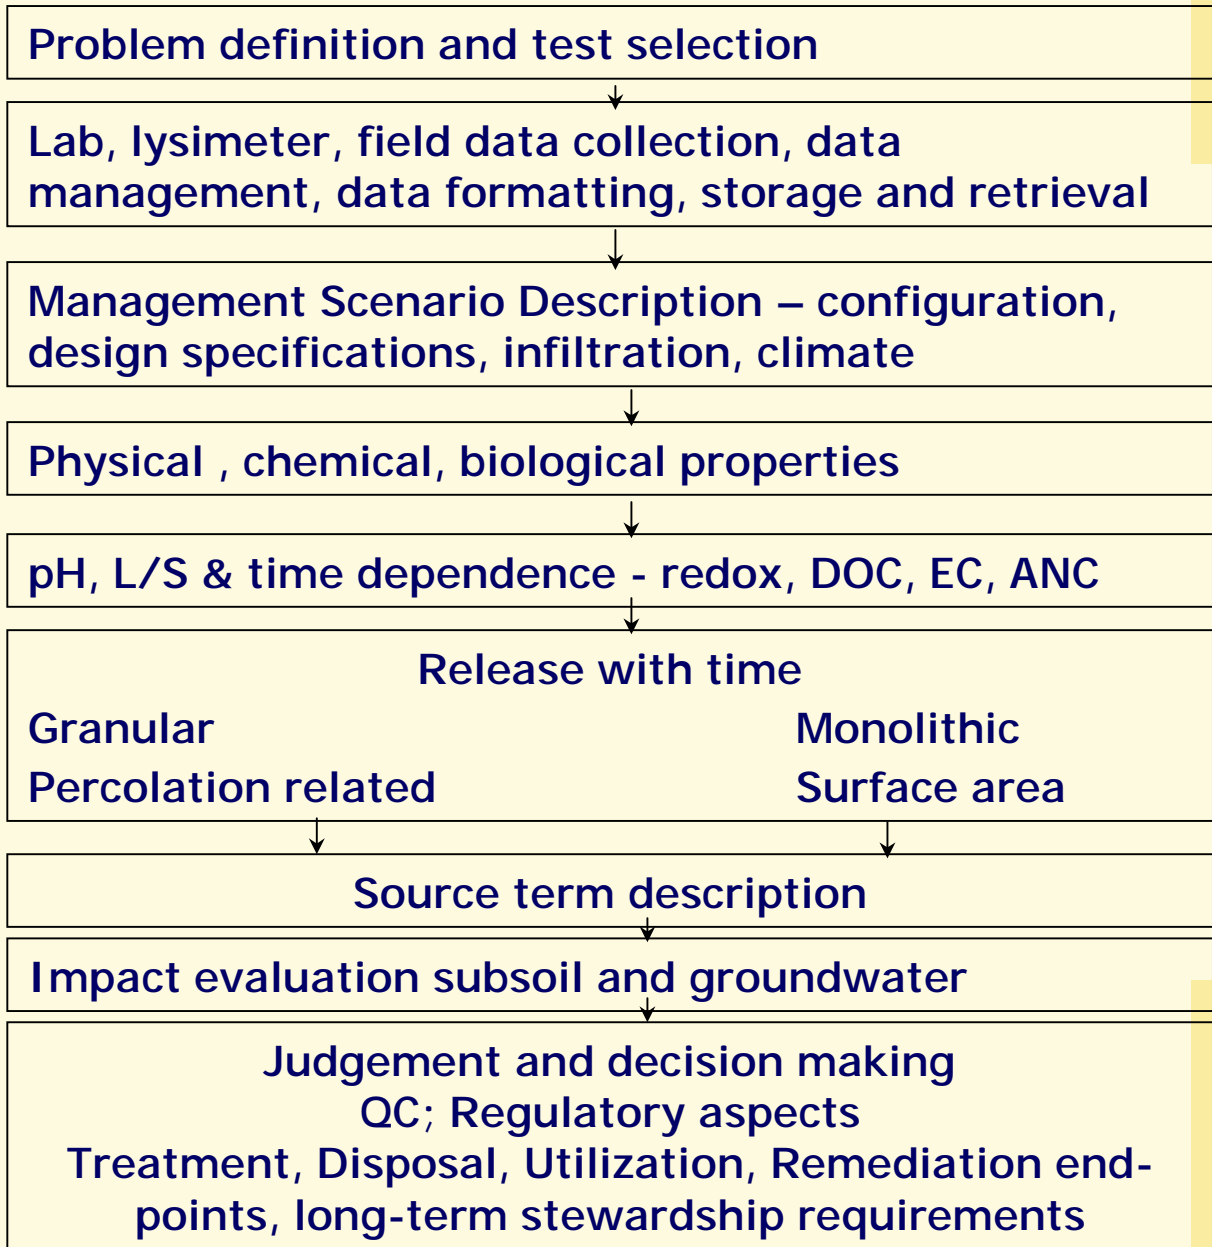 Problem definition and test selection
Lab, lysimeter, field data collection, data
management, data formatting, storage and retrieval
Management Scenario Description – configuration,
design specifications, infiltration, climate
Physical , chemical, biological properties
pH, L/S & time dependence - redox, DOC, EC, ANC
Release with time
Granular Monolithic
Percolation related Surface area
Source term description
Impact evaluation subsoil and groundwater
Judgement and decision making
QC; Regulatory aspects
Treatment, Disposal, Utilization, Remediation end-
points, long-term stewardship requirements